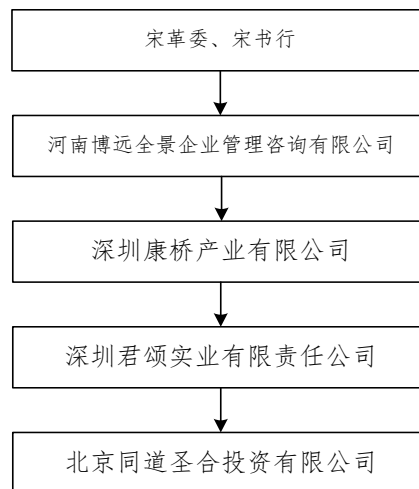 宋革委、宋书行
河南博远全景企业管理咨询有限公司
深圳康桥产业有限公司
深圳君颂实业有限责任公司
北京同道圣合投资有限公司